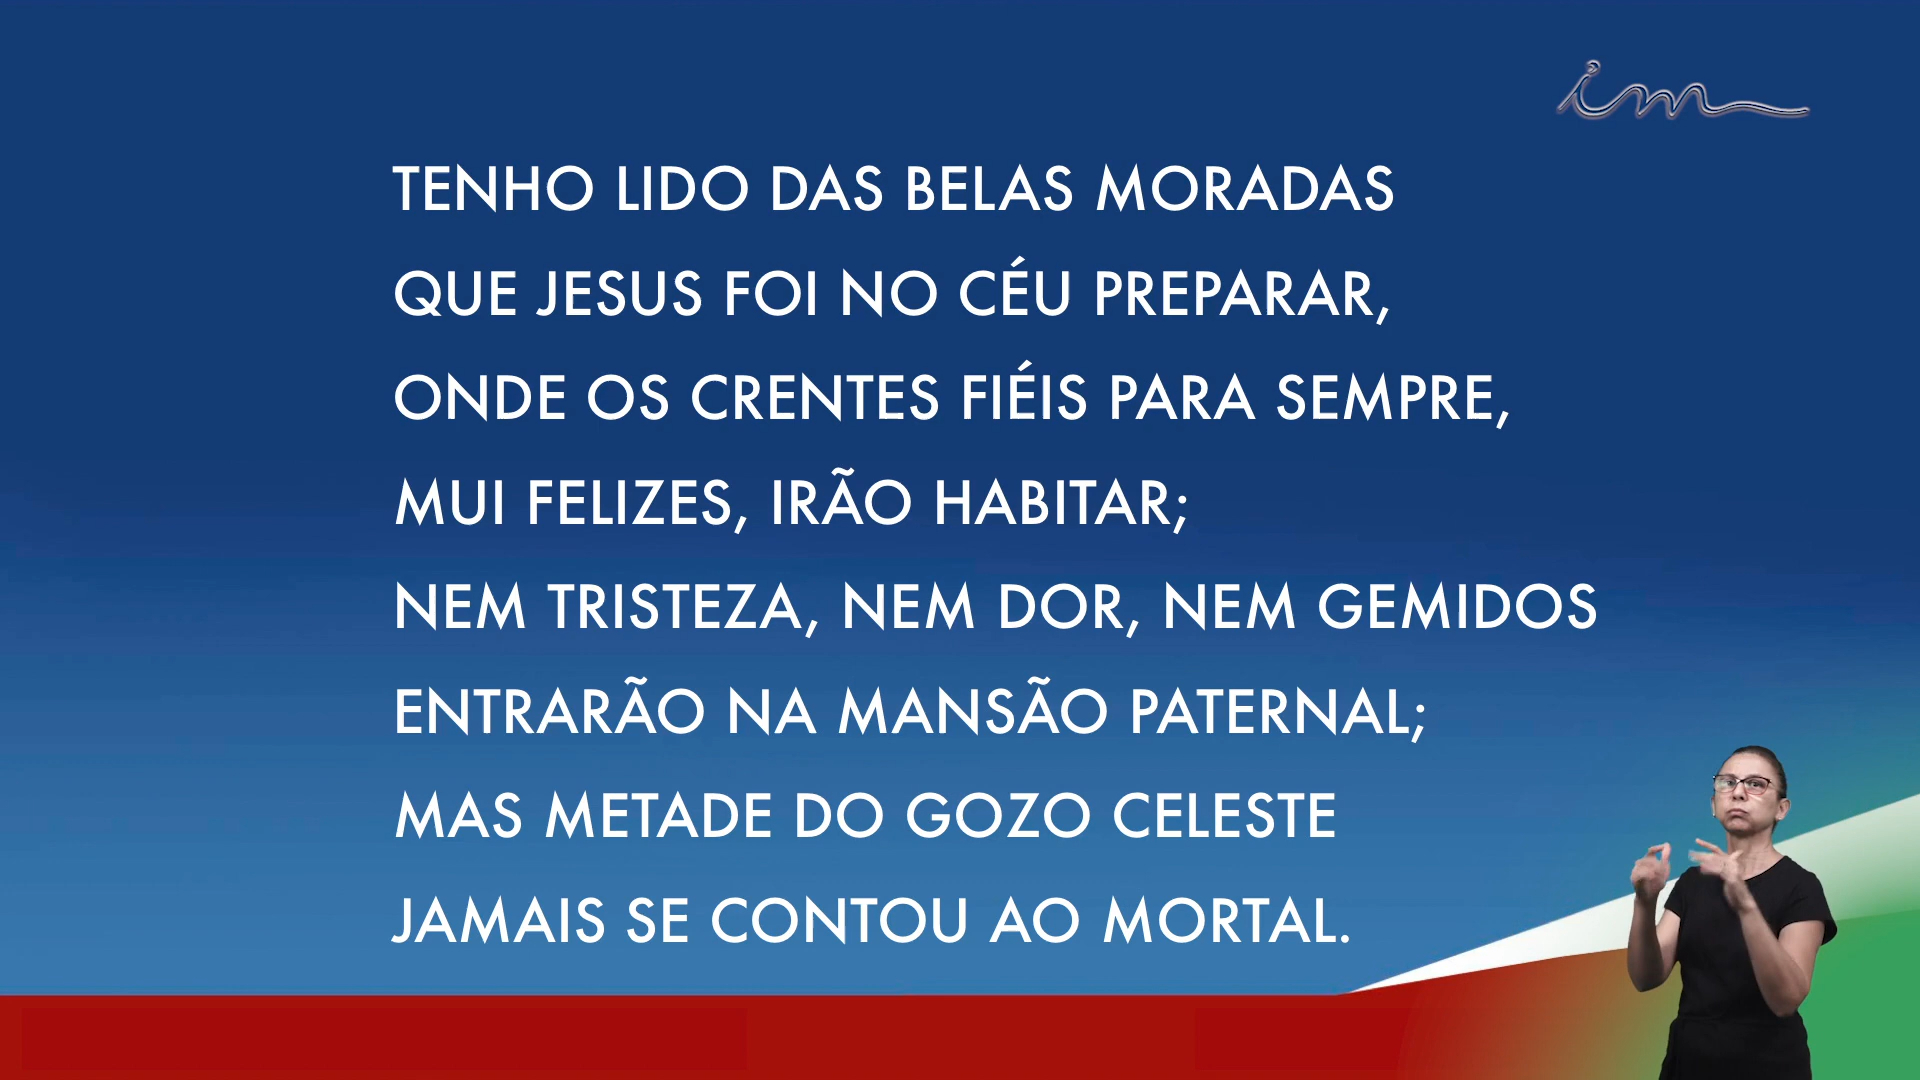 im
TENHO LIDO DAS BELAS MORADAS
QUE JESUS FOI NO CÉU PREPARAR,
ONDE OS CRENTES FIÉIS PARA SEMPRE,
MUI FELIZES, IRÃO HABITAR;
NEM TRISTEZA, NEM DOR, NEM GEMIDOS
ENTRARÃO NA MANSÃO PATERNAL;
MAS METADE DO GOZO CELESTE
JAMAIS SE CONTOU AO MORTAL.